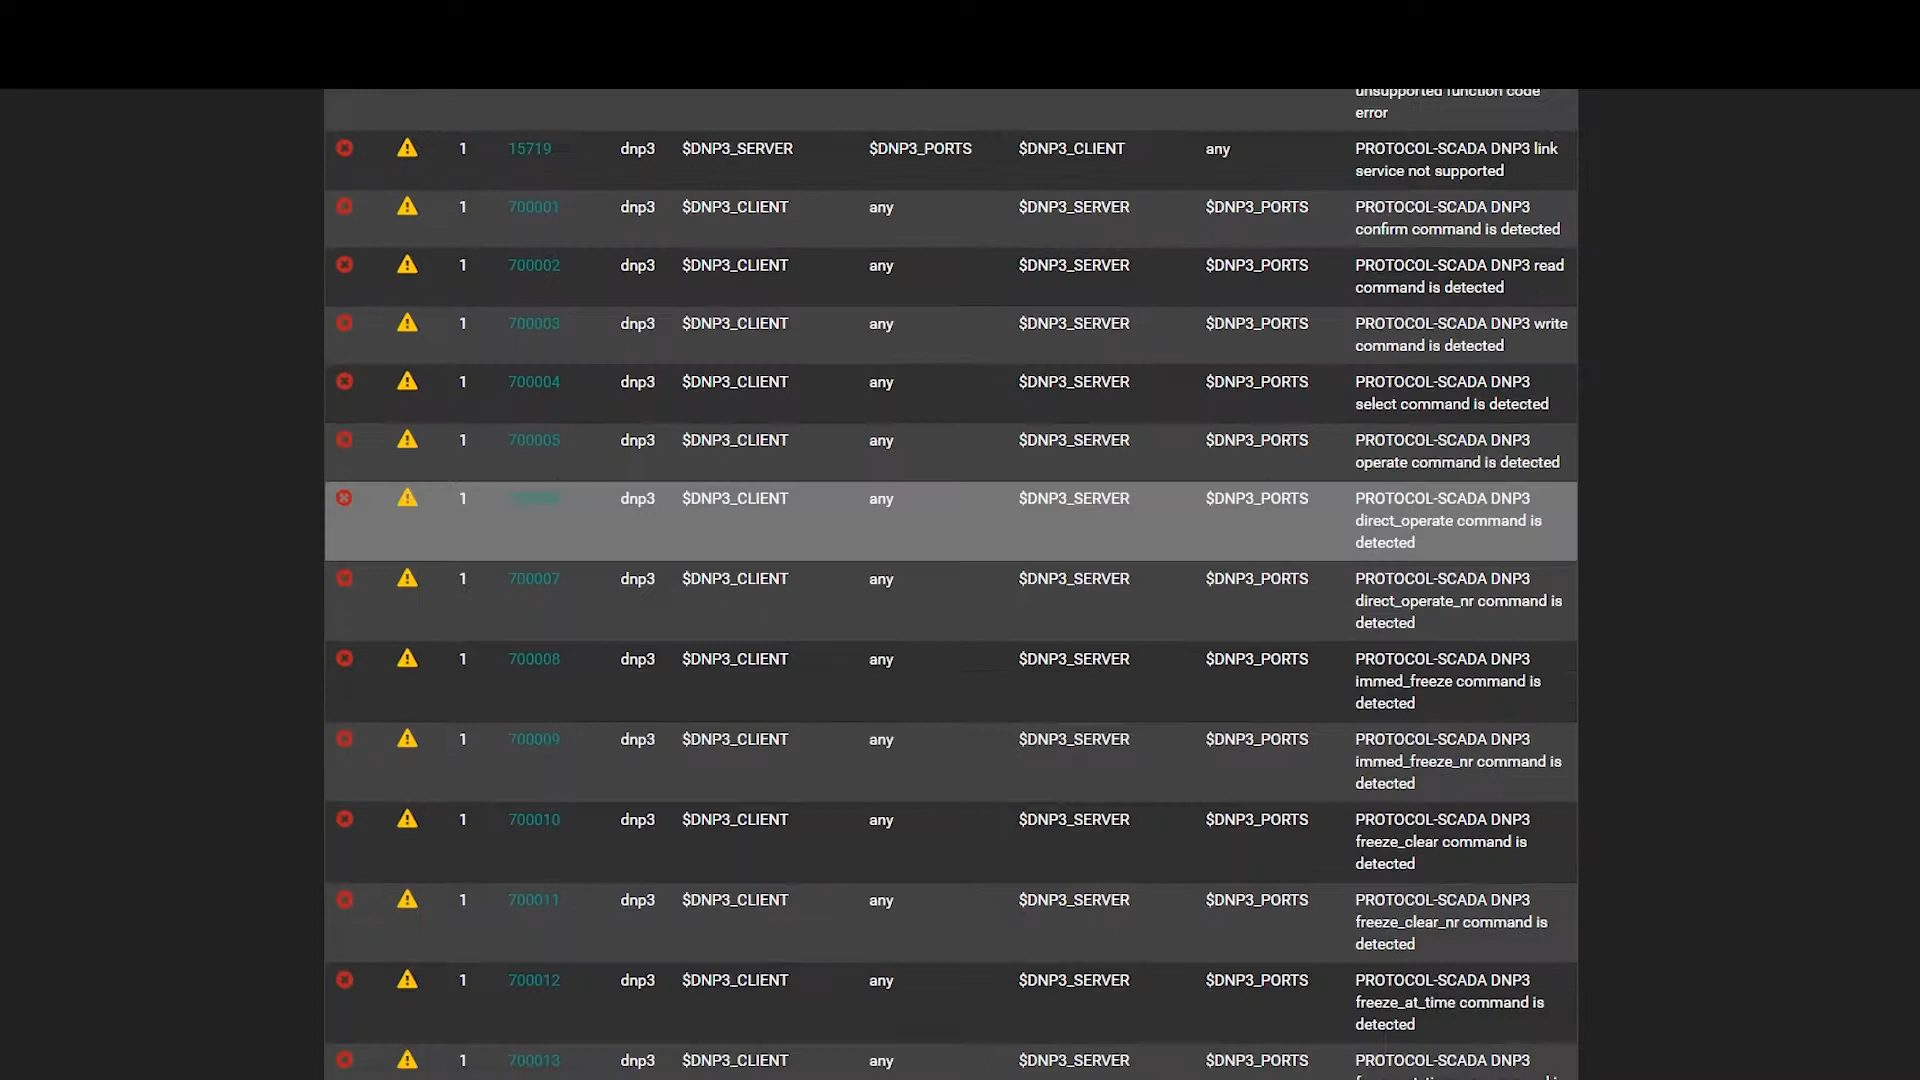 unsupported function code
error
1 15719 dnp3 $DNP3_SERVER $DNP3_PORTS $DNP3_CLIENT any PROTOCOL-SCADA DNP3 link
service not supported
1 700001 dnp3 $DNP3_CLIENT any $DNP3_SERVER $DNP3_PORTS PROTOCOL-SCADA DNP3
confirm command is detected
1 700002 dnp3 $DNP3_CLIENT any $DNP3_SERVER $DNP3_PORTS PROTOCOL-SCADA DNP3 read
command is detected
1 700003 dnp3 $DNP3_CLIENT any $DNP3_SERVER $DNP3_PORTS PROTOCOL-SCADA DNP3 write
command is detected
1 700004 dnp3 $DNP3_CLIENT any $DNP3_SERVER $DNP3_PORTS PROTOCOL-SCADA DNP3
select command is detected
1 700005 dnp3 $DNP3_CLIENT any $DNP3_SERVER $DNP3_PORTS PROTOCOL-SCADA DNP3
operate command is detected
1 dnp3 $DNP3_CLIENT any $DNP3_SERVER $DNP3_PORTS PROTOCOL-SCADA DNP3
direct_operate command is
detected
1 700007 dnp3 $DNP3_CLIENT any $DNP3_SERVER $DNP3_PORTS PROTOCOL-SCADA DNP3
direct_operate_nr command is
detected
1 700008 dnp3 $DNP3_CLIENT any $DNP3_SERVER $DNP3_PORTS PROTOCOL-SCADA DNP3
immed_freeze command is
detected
1 700009 dnp3 $DNP3_CLIENT any $DNP3_SERVER $DNP3_PORTS PROTOCOL-SCADA DNP3
immed_freeze_nr command is
detected
1 700010 dnp3 $DNP3_CLIENT any $DNP3_SERVER $DNP3_PORTS PROTOCOL-SCADA DNP3
freeze_clear command is
detected
1 700011 dnp3 $DNP3_CLIENT any $DNP3_SERVER $DNP3_PORTS PROTOCOL-SCADA DNP3
freeze_clear_nr command is
detected
1 700012 dnp3 $DNP3_CLIENT any $DNP3_SERVER $DNP3_PORTS PROTOCOL-SCADA DNP3
freeze_at_time command is
detected
1 700013 dnp3 $DNP3_CLIENT any $DNP3_SERVER $DNP3_PORTS PROTOCOL-SCADA DNP3